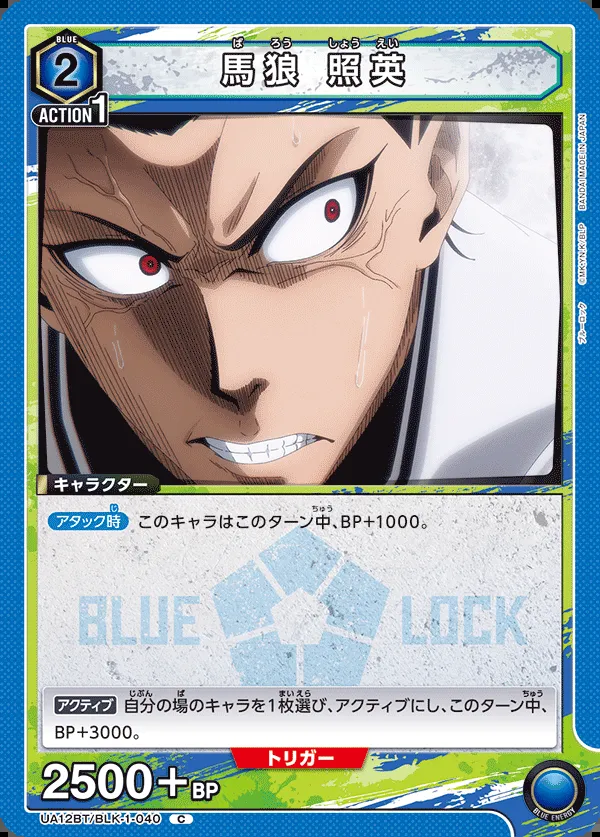 BLUE
2
ACTION 1
ばろう しょうえい
馬狼 照英
BANDAI MADE IN JAPAN
©MK,YN,K/BLP
ブルーロック
キャラクター
アタック時 このキャラはこのターン中、BP+1000。
BLUE LOCK
アクティブ 自分の場のキャラを1枚選び、アクティブにし、このターン中、
BP+3000。
トリガー
2500+BP
BLUE ENERGY
UA12BT/BLK-1-040 C